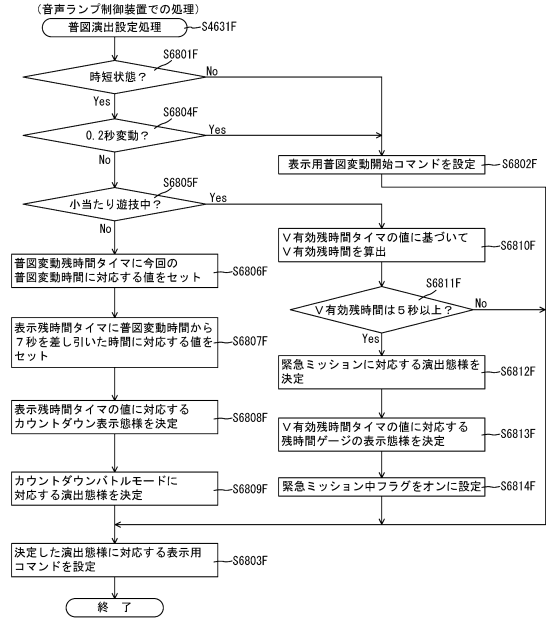 （音声ランプ制御装置での処理）
普図演出設定処理
S4631F
S6801F
時短状態？
No
Yes
S6804F
0.2秒変動？
Yes
No
表示用普図変動開始コマンドを設定
S6802F
S6805F
小当たり遊技中？
Yes
No
普図変動残時間タイマに今回の
普図変動時間に対応する値をセット
S6806F
Ｖ有効残時間タイマの値に基づいて
Ｖ有効残時間を算出
S6810F
S6811F
Ｖ有効残時間は５秒以上？
No
Yes
表示残時間タイマに普図変動時間から
７秒を差し引いた時間に対応する値を
セット
S6807F
緊急ミッションに対応する演出態様を
決定
S6812F
表示残時間タイマの値に対応する
カウントダウン表示態様を決定
S6808F
Ｖ有効残時間タイマの値に対応する
残時間ゲージの表示態様を決定
S6813F
カウントダウンバトルモードに
対応する演出態様を決定
S6809F
緊急ミッション中フラグをオンに設定
S6814F
決定した演出態様に対応する表示用
コマンドを設定
S6803F
終　了